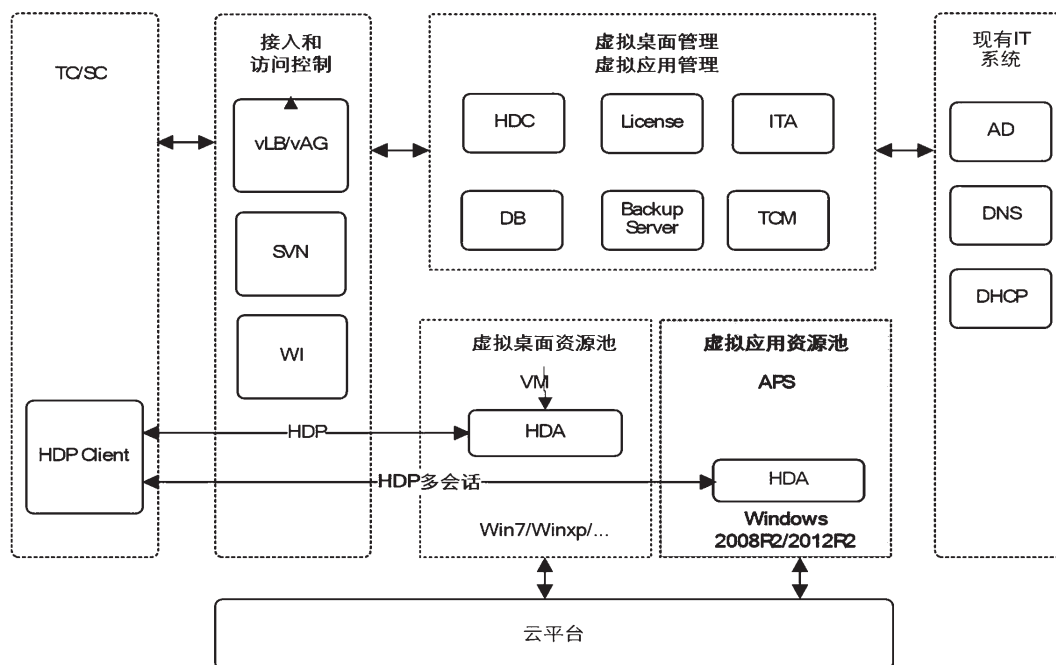 TC/SC
接入和
访问控制
vLB/vAG
SVN
WI
虚拟桌面管理
虚拟应用管理
HDC
License
ITA
DB
Backup
Server
TCM
现有IT
系统
AD
DNS
DHCP
虚拟桌面资源池
VM
HDA
Win7/Winxp/...
虚拟应用资源池
APS
HDA
Windows
2008R2/2012R2
HDP Client
HDP
HDP多会话
云平台